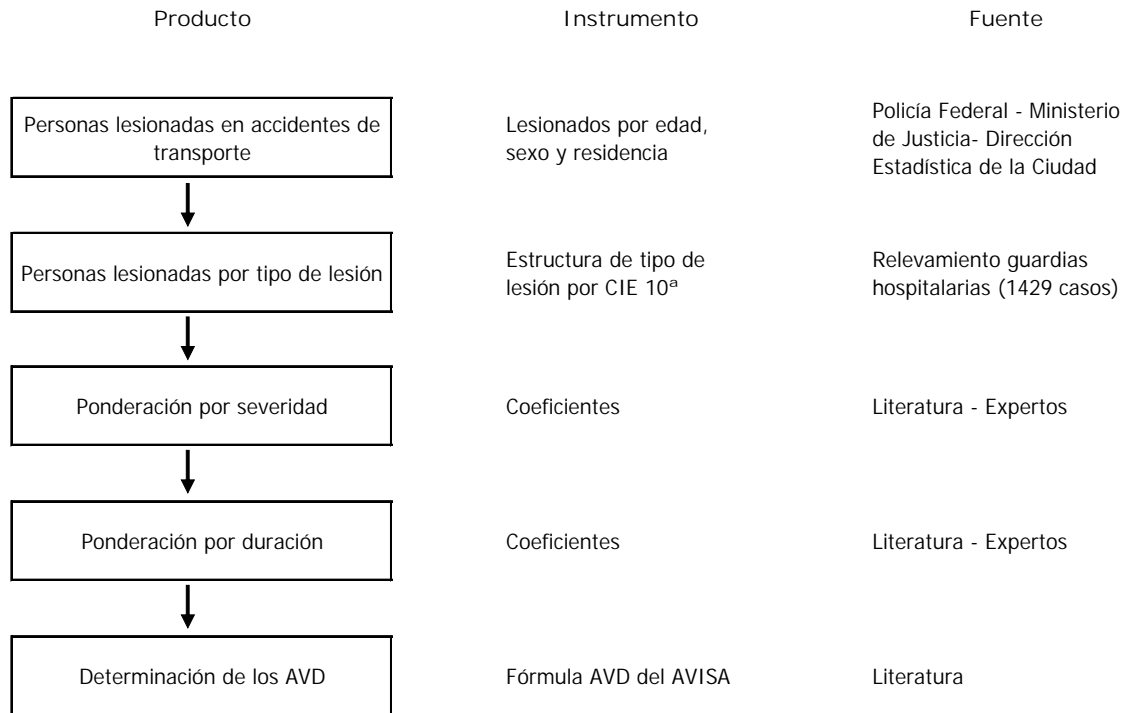 Producto
Instrumento
Fuente
Personas lesionadas en accidentes de
transporte
Lesionados por edad,
sexo y residencia
Policía Federal - Ministerio
de Justicia- Dirección
Estadística de la Ciudad
Personas lesionadas por tipo de lesión
Estructura de tipo de
lesión por CIE 10ª
Relevamiento guardias
hospitalarias (1429 casos)
Ponderación por severidad
Coeficientes
Literatura - Expertos
Ponderación por duración
Coeficientes
Literatura - Expertos
Determinación de los AVD
Fórmula AVD del AVISA
Literatura